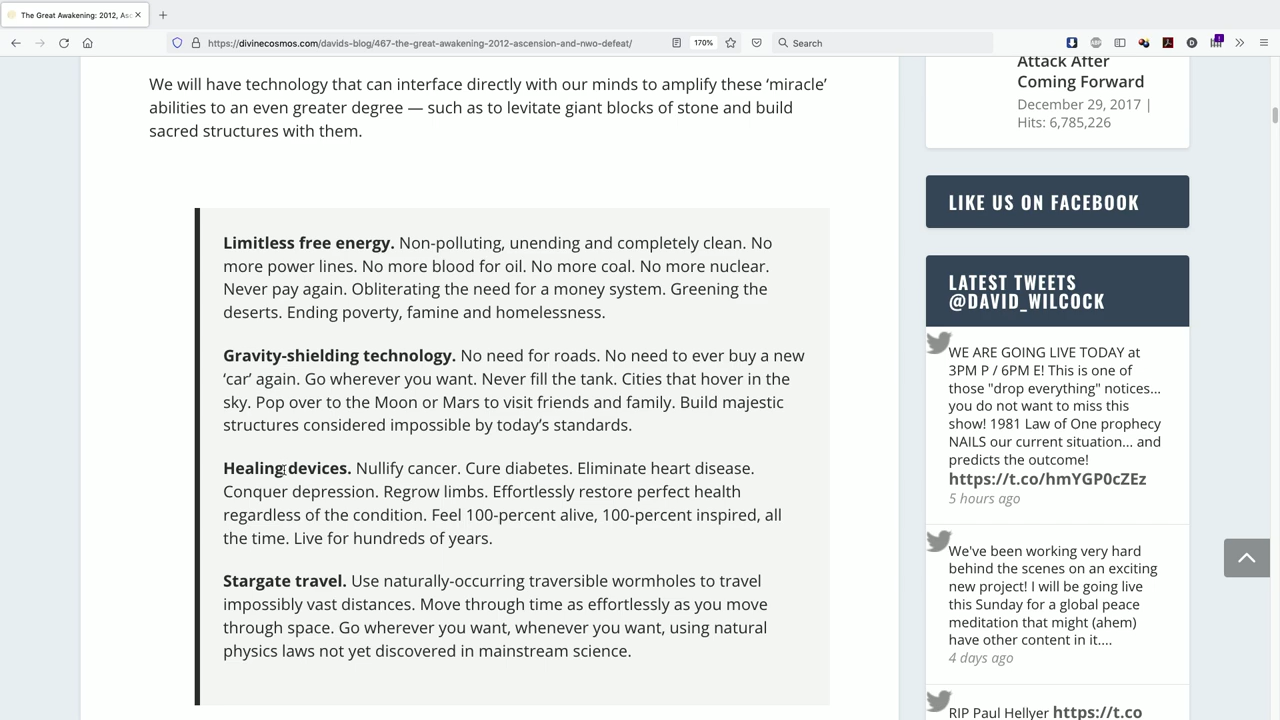 The Great Awakening: 2012, Asc
https://divinecosmos.com/davids-blog/467-the-great-awakening-2012-ascension-and-nwo-defeat/
170%
Search
We will have technology that can interface directly with our minds to amplify these ‘miracle’
abilities to an even greater degree — such as to levitate giant blocks of stone and build
sacred structures with them.
Limitless free energy. Non-polluting, unending and completely clean. No
more power lines. No more blood for oil. No more coal. No more nuclear.
Never pay again. Obliterating the need for a money system. Greening the
deserts. Ending poverty, famine and homelessness.
Gravity-shielding technology. No need for roads. No need to ever buy a new
‘car’ again. Go wherever you want. Never fill the tank. Cities that hover in the
sky. Pop over to the Moon or Mars to visit friends and family. Build majestic
structures considered impossible by today’s standards.
Healing devices. Nullify cancer. Cure diabetes. Eliminate heart disease.
Conquer depression. Regrow limbs. Effortlessly restore perfect health
regardless of the condition. Feel 100-percent alive, 100-percent inspired, all
the time. Live for hundreds of years.
Stargate travel. Use naturally-occurring traversible wormholes to travel
impossibly vast distances. Move through time as effortlessly as you move
through space. Go wherever you want, whenever you want, using natural
physics laws not yet discovered in mainstream science.
Attack After
Coming Forward
December 29, 2017 |
Hits: 6,785,226
LIKE US ON FACEBOOK
LATEST TWEETS
@DAVID_WILCOCK
WE ARE GOING LIVE TODAY at
3PM P / 6PM E! This is one of
those "drop everything" notices...
you do not want to miss this
show! 1981 Law of One prophecy
NAILS our current situation... and
predicts the outcome!
https://t.co/hmYGP0cZEz
5 hours ago
We've been working very hard
behind the scenes on an exciting
new project! I will be going live
this Sunday for a global peace
meditation that might (ahem)
have other content in it....
4 days ago
RIP Paul Hellyer https://t.co